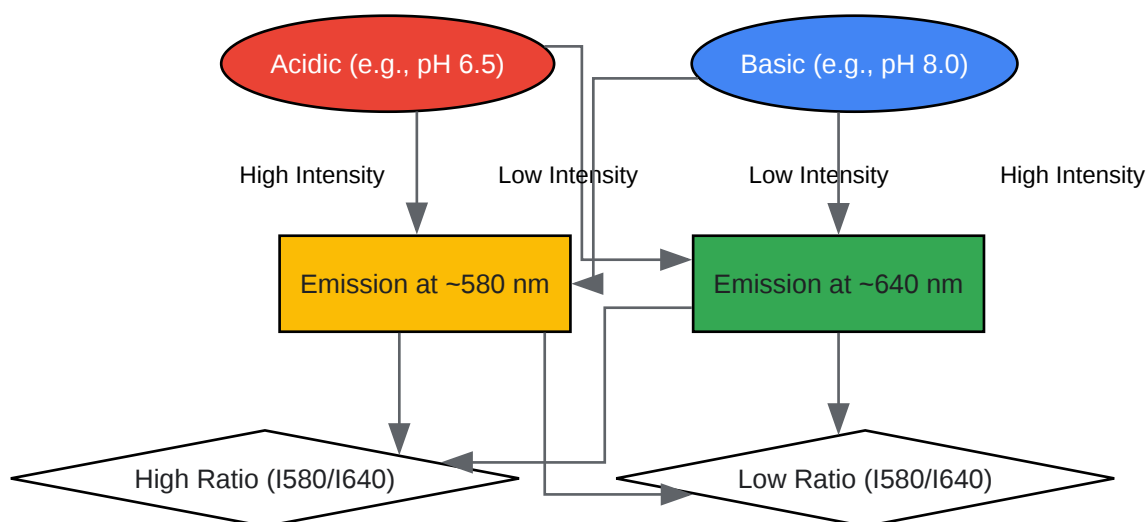 Acidic (e.g., pH 6.5)
Basic (e.g., pH 8.0)
High Intensity
Low Intensity
Low Intensity
High Intensity
Emission at ~580 nm
Emission at ~640 nm
High Ratio (I580/I640)
Low Ratio (I580/I640)